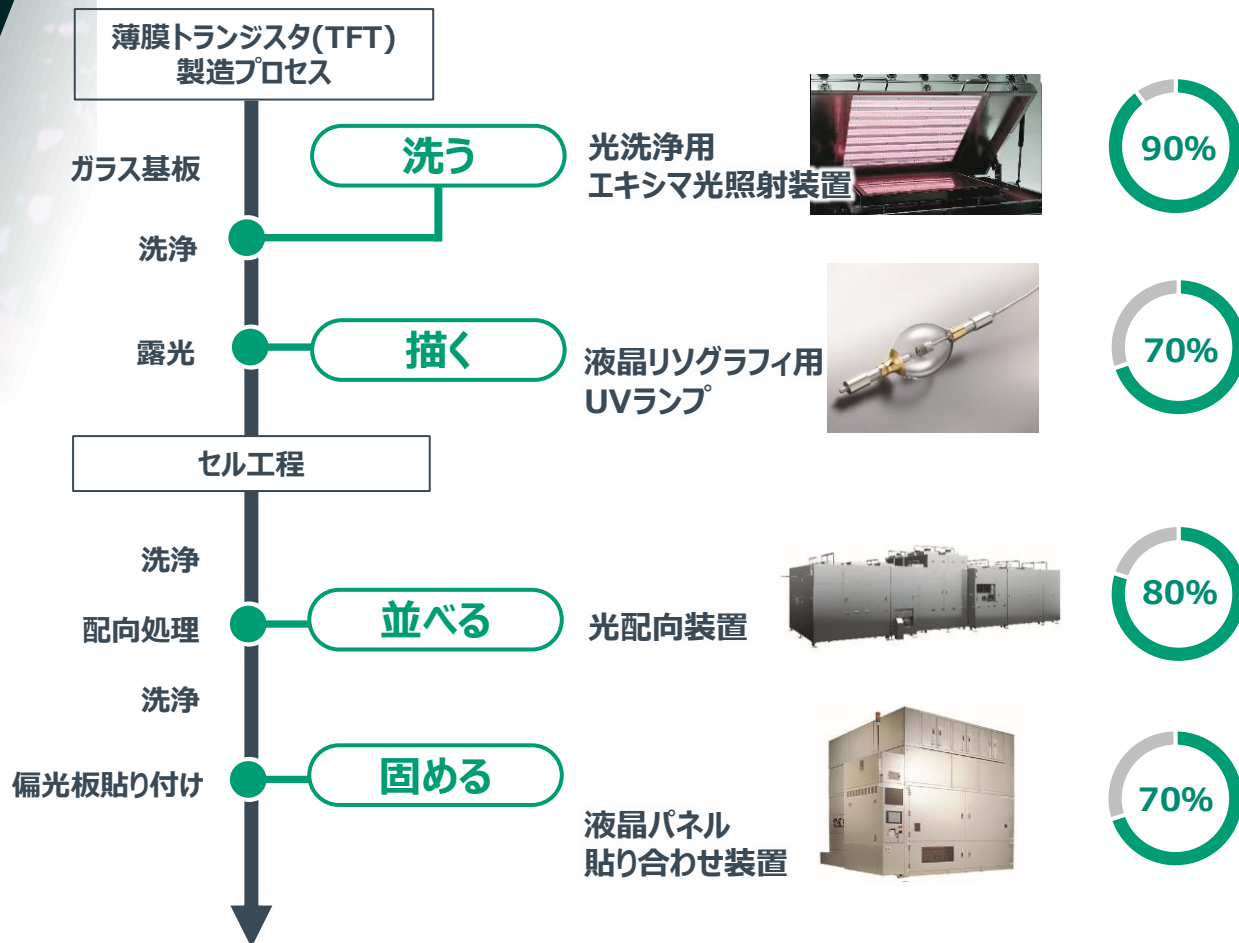 薄膜トランジスタ(TFT)
製造プロセス
ガラス基板
洗う
光洗浄用
エキシマ光照射装置
90%
洗浄
露光
描く
液晶リソグラフィ用
UVランプ
70%
セル工程
洗浄
配向処理
並べる
光配向装置
80%
洗浄
偏光板貼り付け
固める
液晶パネル
貼り合わせ装置
70%